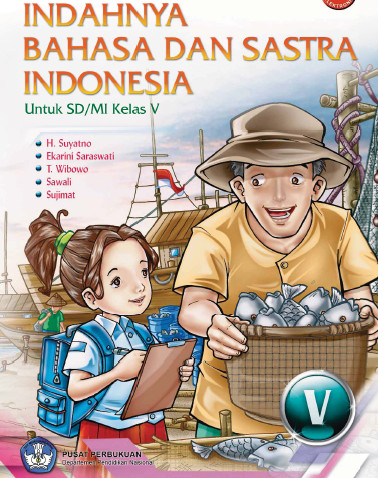 INDAHNYA
BAHASA DAN SASTRA
INDONESIA
Untuk SD/MI Kelas V
H. Suyatno
Ekarini Saraswati
T. Wibowo
Sawali
Sujimat
V
PUSAT PERBUKUAN
Departemen Pendidikan Nasional